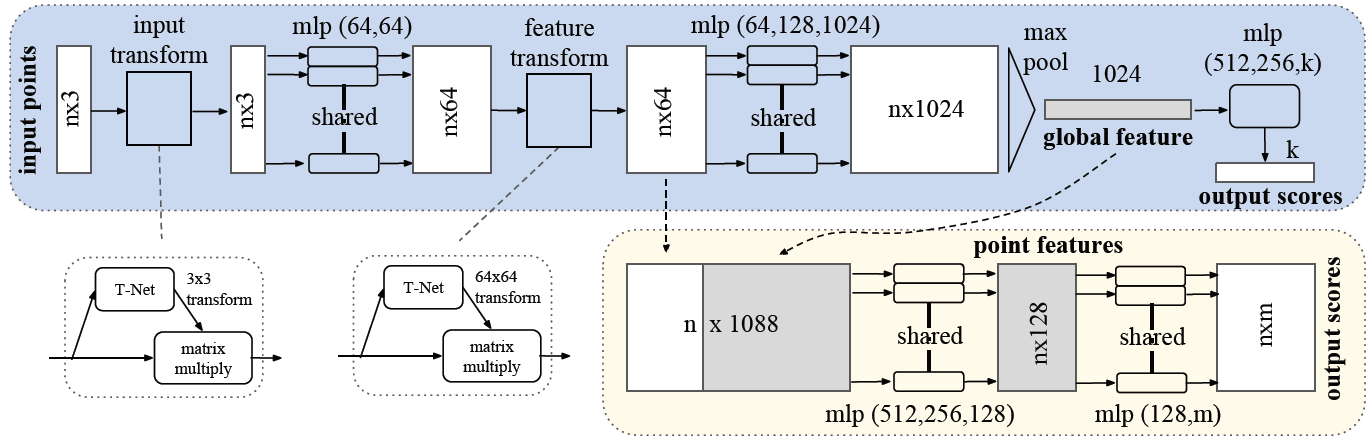 input points
nx3
input
transform
nx3
mlp (64,64)
shared
nx64
feature
transform
nx64
mlp (64,128,1024)
shared
nx1024
max
pool
1024
global feature
mlp
(512,256,k)
k
output scores
T-Net
3x3
transform
matrix
multiply
T-Net
64x64
transform
matrix
multiply
point features
n x 1088
shared
mlp (512,256,128)
nx128
shared
mlp (128,m)
nxm
output scores